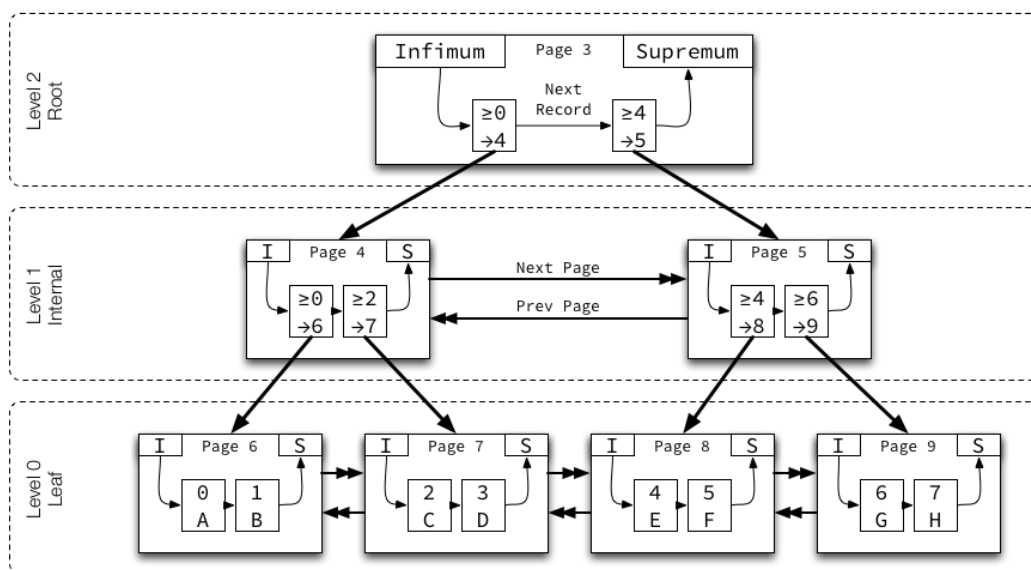 Level 2
Root
Infimum
Page 3
Supremum
Next
Record
≥0
→4
≥4
→5
Level 1
Internal
I
Page 4
S
≥0
→6
≥2
→7
Next Page
Prev Page
I
Page 5
S
≥4
→8
≥6
→9
Level 0
Leaf
I
Page 6
S
0
A
1
B
I
Page 7
S
2
C
3
D
I
Page 8
S
4
E
5
F
I
Page 9
S
6
G
7
H